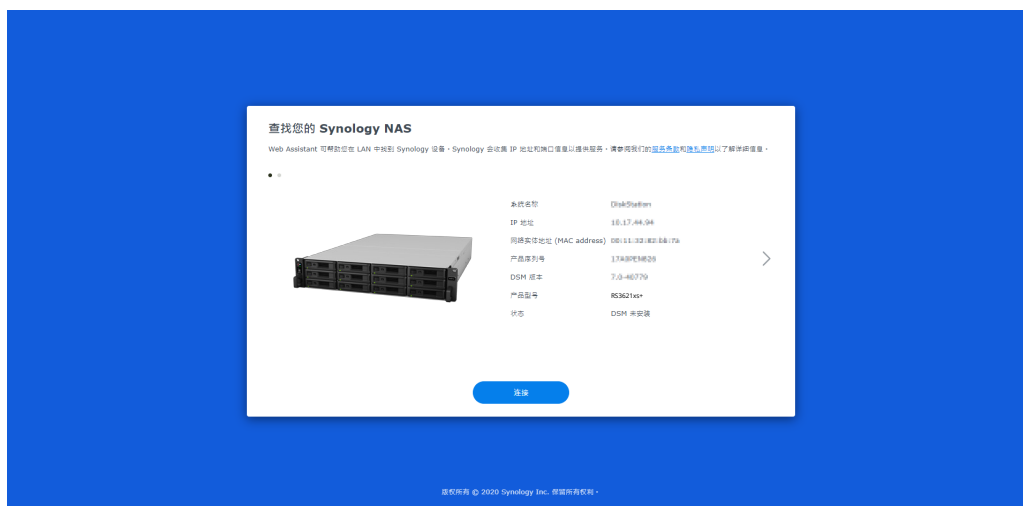 查找您的 Synology NAS
Web Assistant 可帮助您在 LAN 中找到 Synology 设备。Synology 会收集 IP 地址和端口信息以提供服务。请参阅我们的服务条款和隐私声明以了解详细信息。
系统名称 DiskStation
IP 地址
网络实体地址 (MAC address)
产品序列号
DSM 版本 7.0-40779
产品型号 RS3621xs+
状态 DSM 未安装
连接
版权所有 © 2020 Synology Inc. 保留所有权利。